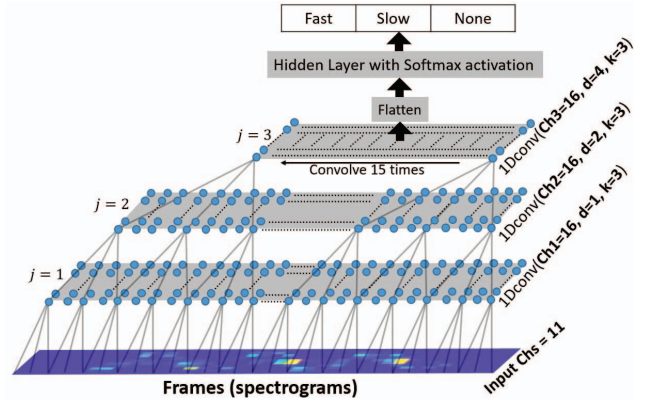 Fast Slow None
Hidden Layer with Softmax activation
Flatten
j = 3
Convolve 15 times
1Dconv(Ch3=16, d=4, k=3)
j = 2
1Dconv(Ch2=16, d=2, k=3)
j = 1
1Dconv(Ch1=16, d=1, k=3)
Input Chs = 11
Frames (spectrograms)